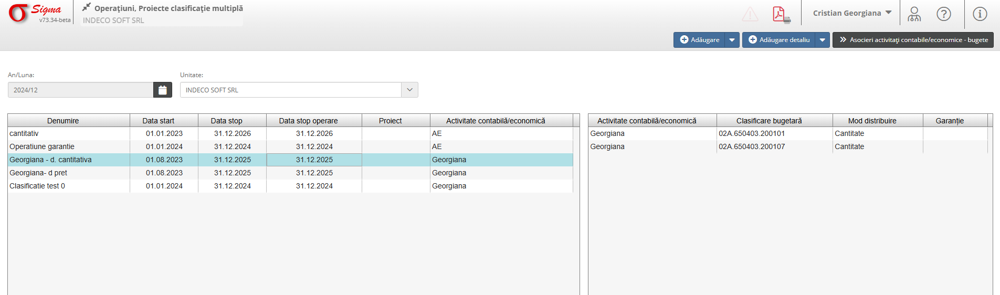 σ Sigma
v73.34-beta
Operațiuni, Proiecte clasificație multiplă
INDECO SOFT SRL
Cristian Georgiana
Adăugare
Adăugare detaliu
Asocieri activitați contabile/economice - bugete
An/Luna:
Unitate:
2024/12
INDECO SOFT SRL
Denumire Data start Data stop Data stop operare Proiect Activitate contabilă/economică
cantitativ 01.01.2023 31.12.2026 31.12.2026 AE
Operatiune garantie 01.01.2024 31.12.2024 31.12.2024 AE
Georgiana - d. cantitativa 01.08.2023 31.12.2025 31.12.2025 Georgiana
Georgiana- d pret 01.08.2023 31.12.2025 31.12.2025 Georgiana
Clasificatie test 0 01.01.2024 31.12.2024 31.12.2024 Georgiana
Activitate contabilă/economică Clasificare bugetară Mod distribuire Garanție
Georgiana 02A.650403.200101 Cantitate
Georgiana 02A.650403.200107 Cantitate